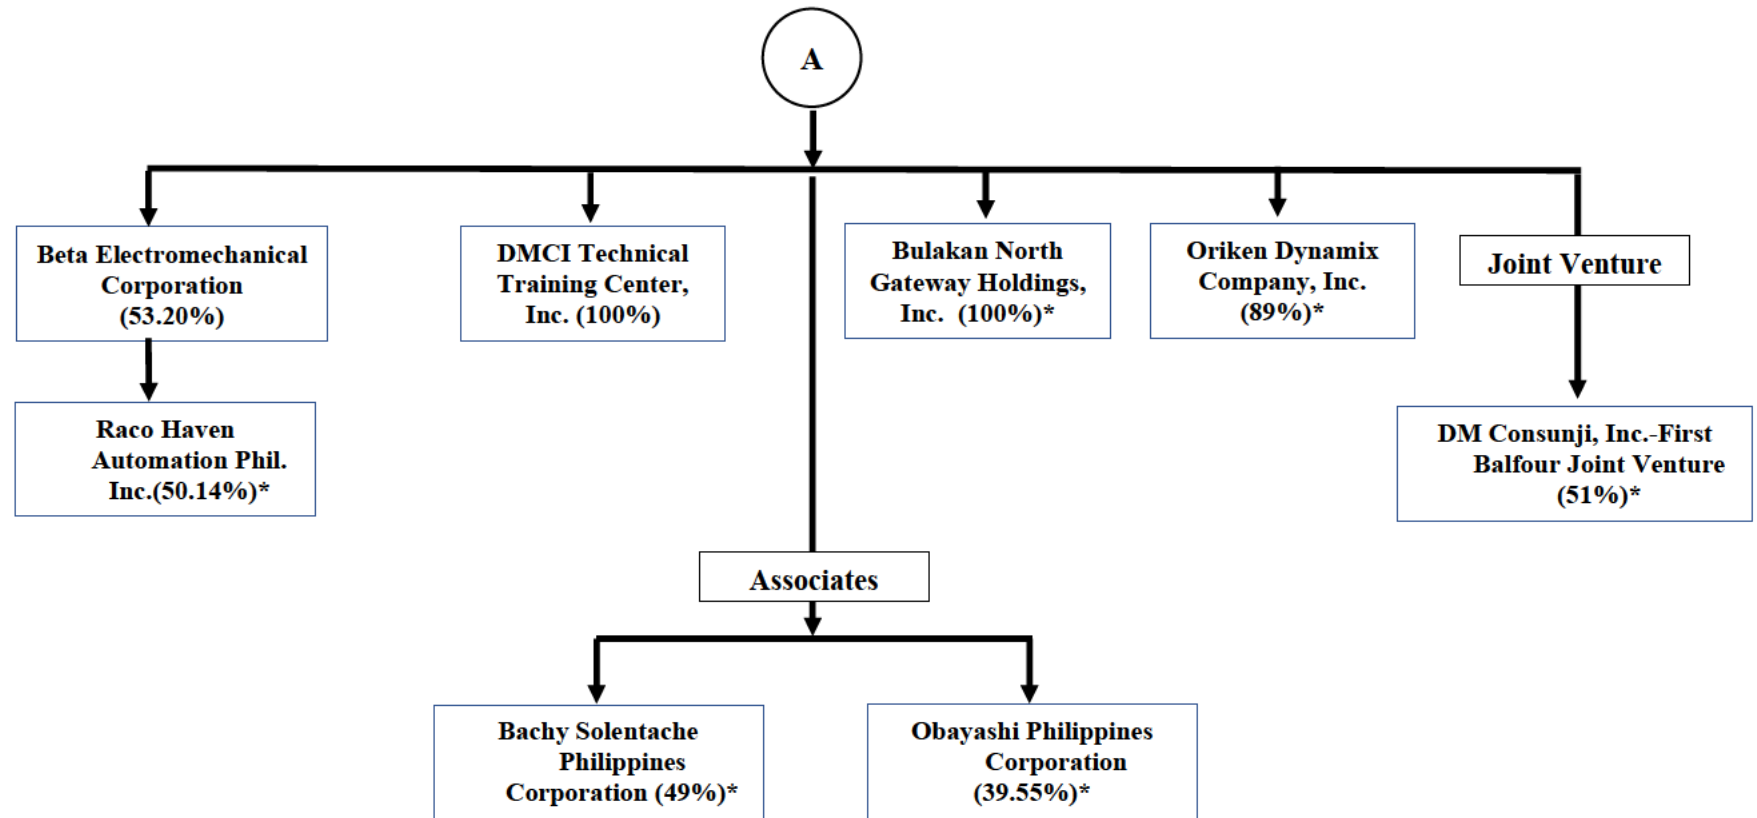 A
Beta Electromechanical
Corporation
(53.20%)
DMCI Technical
Training Center,
Inc. (100%)
Bulakan North
Gateway Holdings,
Inc. (100%)*
Oriken Dynamix
Company, Inc.
(89%)*
Joint Venture
Raco Haven
Automation Phil.
Inc.(50.14%)*
DM Consunji, Inc.-First
Balfour Joint Venture
(51%)*
Associates
Bachy Solentache
Philippines
Corporation (49%)*
Obayashi Philippines
Corporation
(39.55%)*